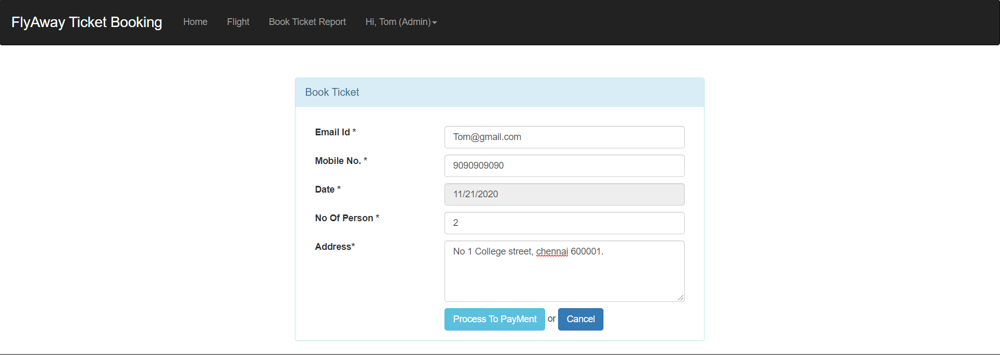 FlyAway Ticket Booking Home Flight Book Ticket Report Hi, Tom (Admin)
Book Ticket
Email Id * Tom@gmail.com
Mobile No. * 9090909090
Date * 11/21/2020
No Of Person * 2
Address* No 1 College street, chennai 600001.
Process To PayMent or Cancel